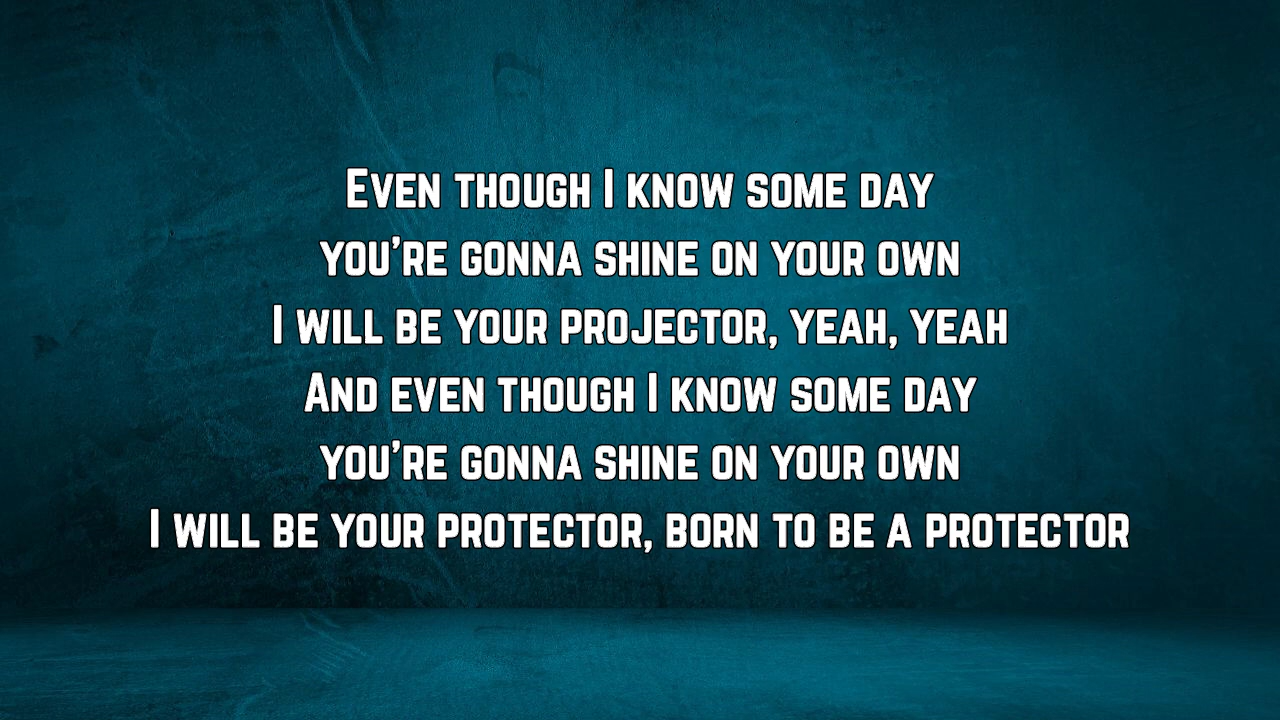 Even though I know some day
you're gonna shine on your own
I will be your projector, yeah, yeah
And even though I know some day
you're gonna shine on your own
I will be your protector, born to be a protector